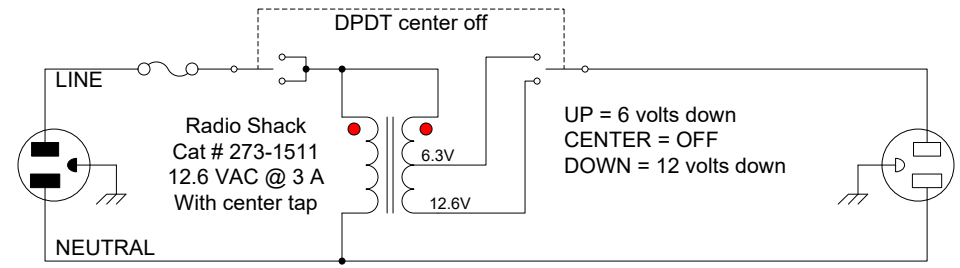 DPDT center off
LINE
Radio Shack
Cat # 273-1511
12.6 VAC @ 3 A
With center tap
6.3V
12.6V
UP = 6 volts down
CENTER = OFF
DOWN = 12 volts down
NEUTRAL